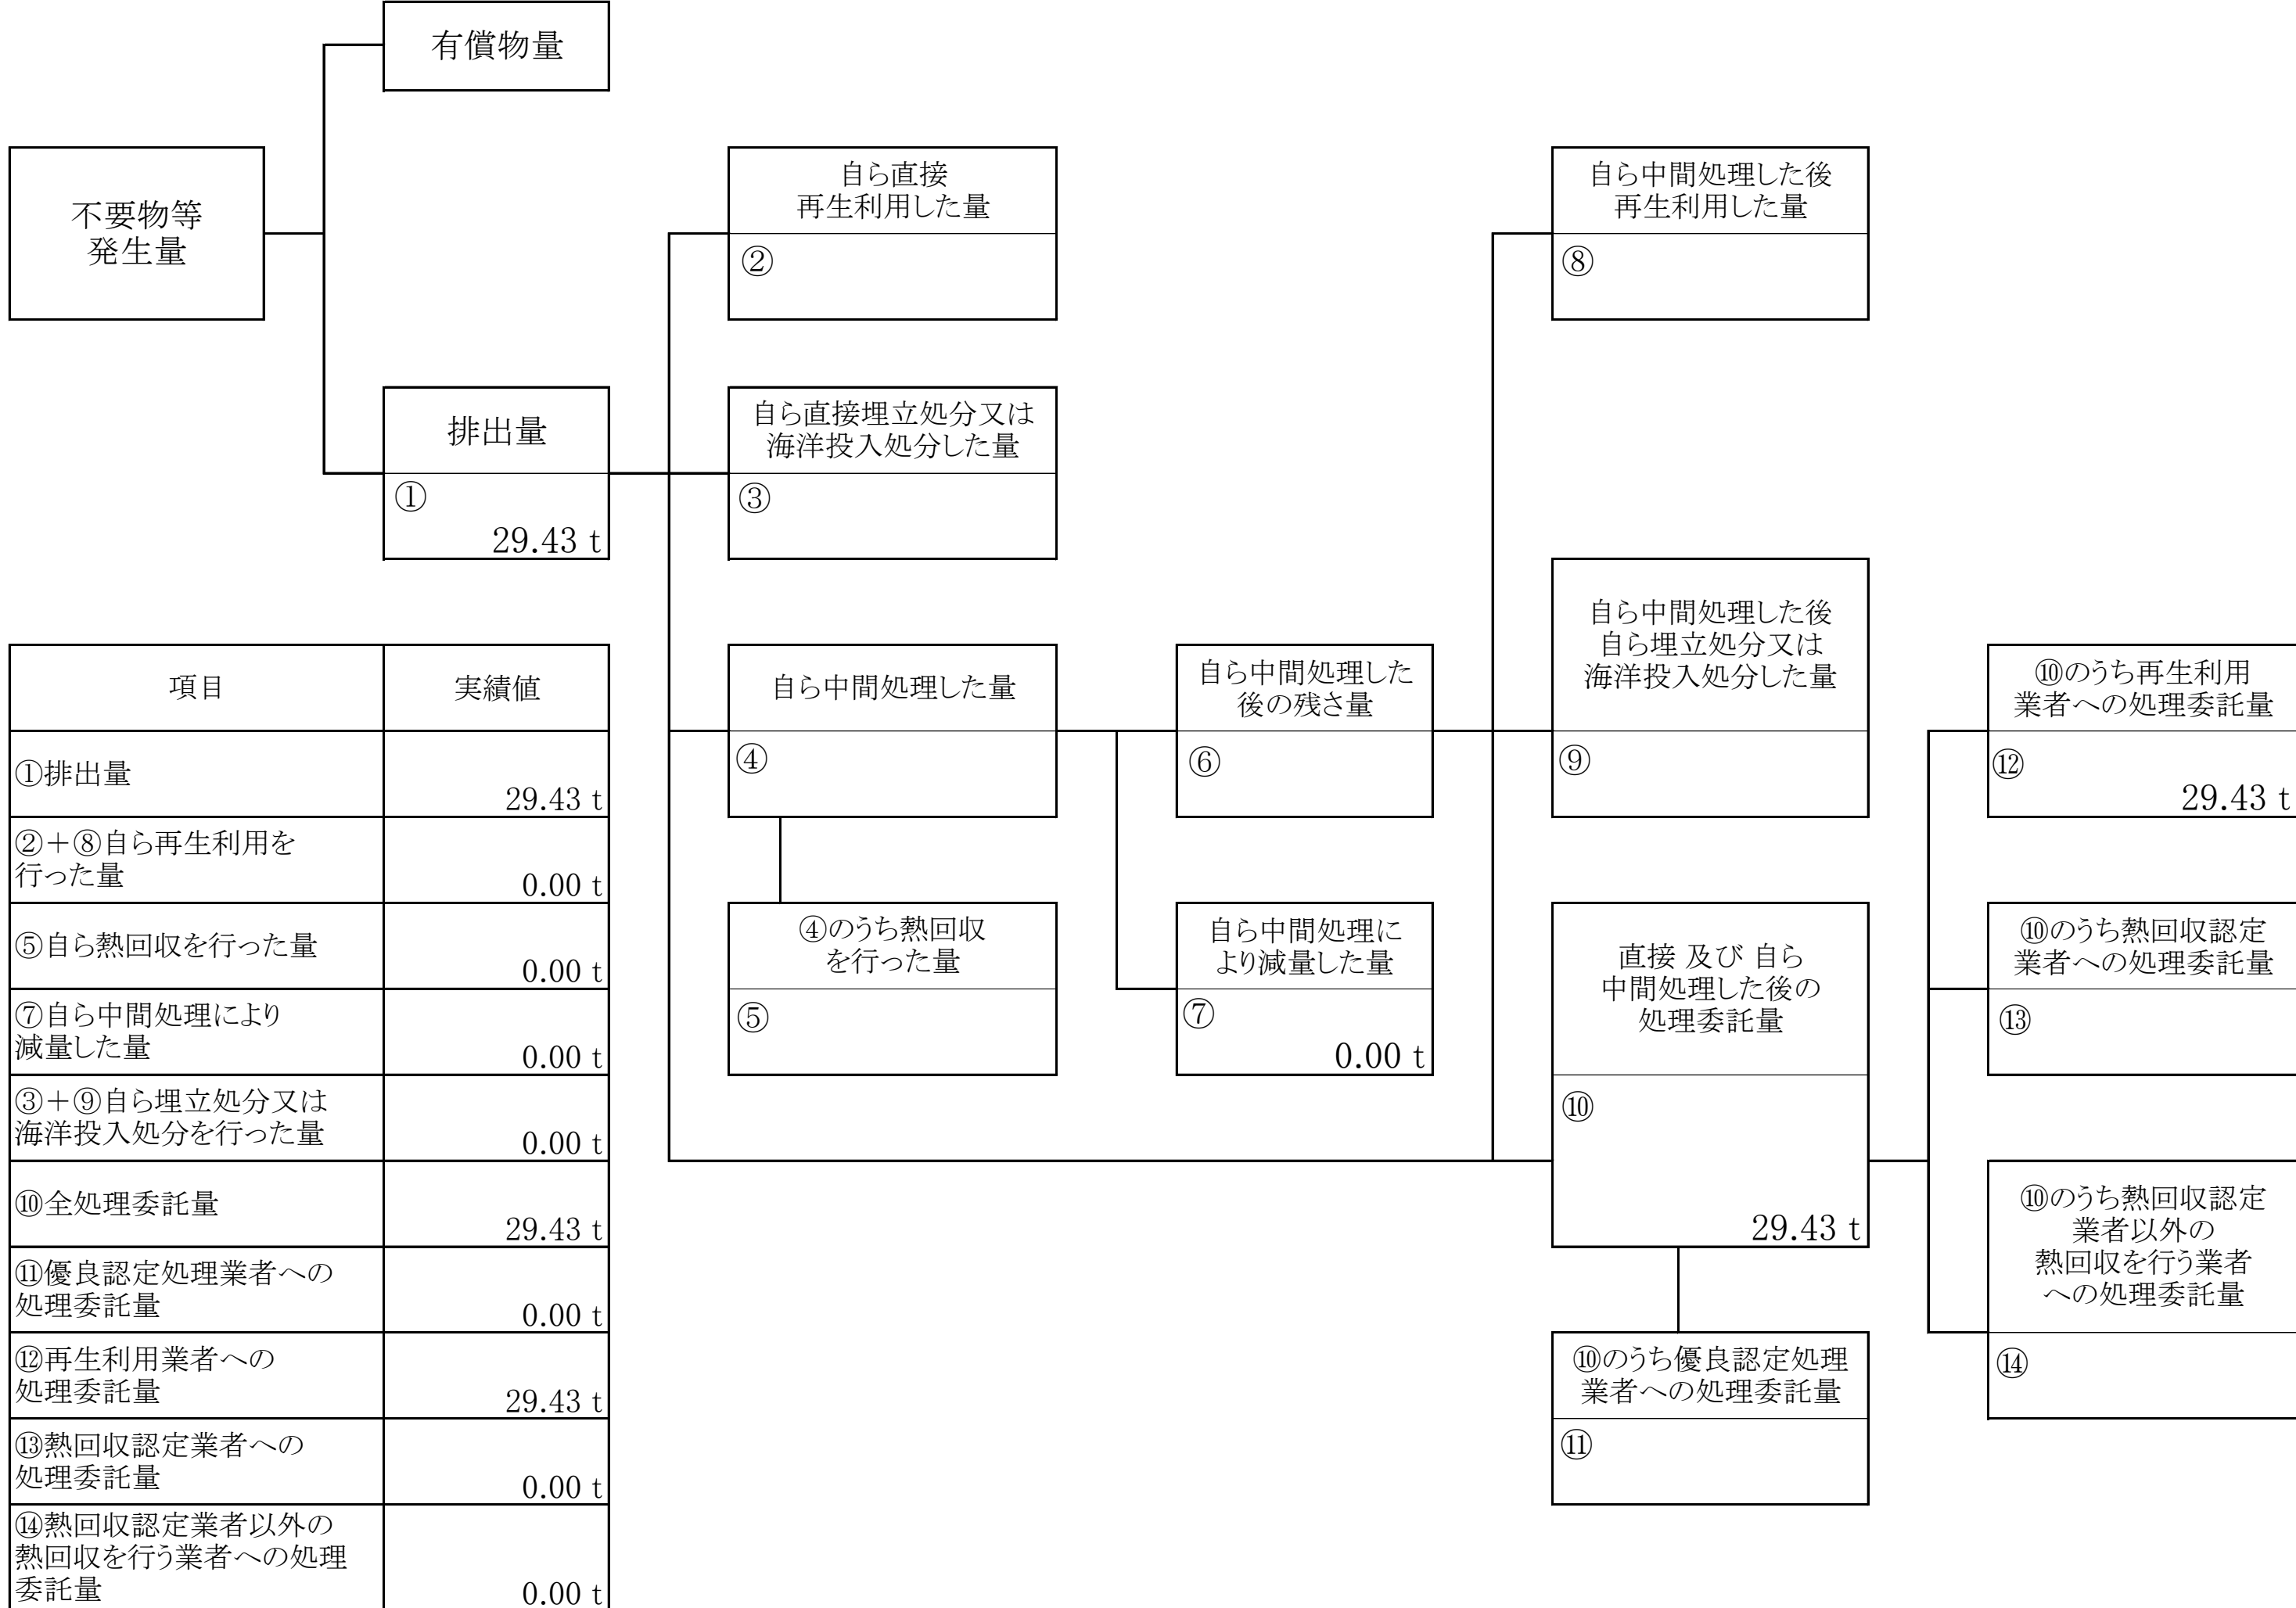 有償物量
不要物等
発生量
自ら直接
再生利用した量
②
自ら中間処理した後
再生利用した量
⑧
排出量
①
29.43 t
自ら直接埋立処分又は
海洋投入処分した量
③
自ら中間処理した量
④
自ら中間処理した
後の残さ量
⑥
自ら中間処理した後
自ら埋立処分又は
海洋投入処分した量
⑨
⑩のうち再生利用
業者への処理委託量
⑫
29.43 t
④のうち熱回収
を行った量
⑤
自ら中間処理に
より減量した量
⑦
0.00 t
直接 及び 自ら
中間処理した後の
処理委託量
⑩
29.43 t
⑩のうち熱回収認定
業者への処理委託量
⑬
⑩のうち熱回収認定
業者以外の
熱回収を行う業者
への処理委託量
⑭
⑩のうち優良認定処理
業者への処理委託量
⑪
項目 実績値
①排出量
29.43 t
②＋⑧自ら再生利用を
行った量
0.00 t
⑤自ら熱回収を行った量
0.00 t
⑦自ら中間処理により
減量した量
0.00 t
③＋⑨自ら埋立処分又は
海洋投入処分を行った量
0.00 t
⑩全処理委託量
29.43 t
⑪優良認定処理業者への
処理委託量
0.00 t
⑫再生利用業者への
処理委託量
29.43 t
⑬熱回収認定業者への
処理委託量
0.00 t
⑭熱回収認定業者以外の
熱回収を行う業者への処理
委託量
0.00 t